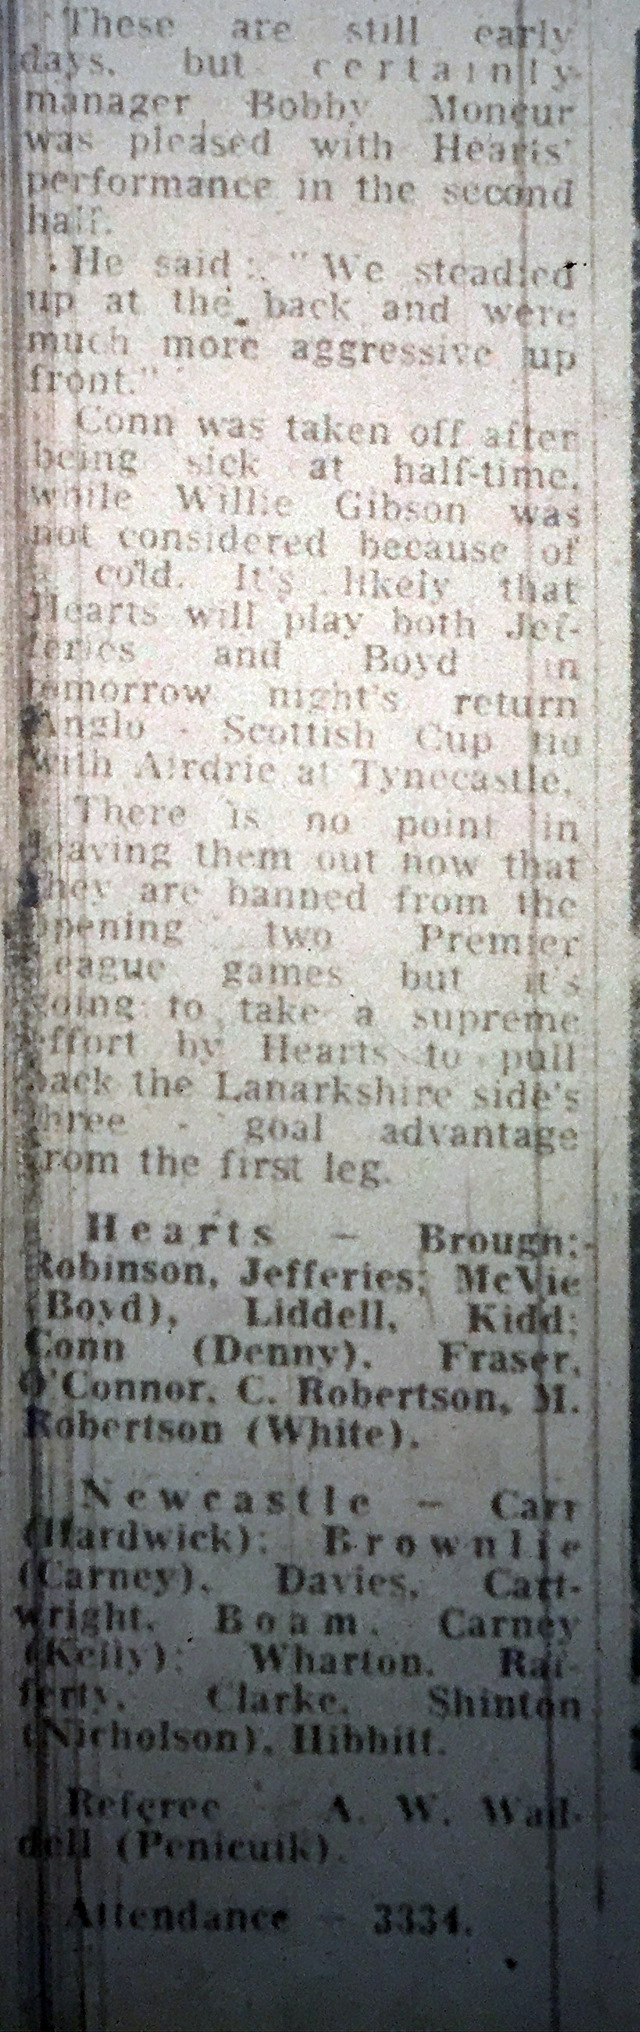 These are still early
days, but certainly
manager Bobby Moncur
was pleased with Hearts'
performance in the second
half.
He said: "We steadied
up at the back and were
much more aggressive up
front."
Conn was taken off after
being sick at half-time,
while Willie Gibson was
not considered because of
a cold. It's likely that
Hearts will play both Jef-
feries and Boyd in
tomorrow night's return
Anglo - Scottish Cup tie
with Airdrie at Tynecastle.
There is no point in
leaving them out now that
they are banned from the
opening two Premier
League games but it's
going to take a supreme
effort by Hearts to pull
back the Lanarkshire side's
three - goal advantage
from the first leg.
Hearts — Brough;
Robinson, Jefferies; McVie
(Boyd), Liddell, Kidd;
Conn (Denny), Fraser,
O'Connor, C. Robertson, M.
Robertson (White).
Newcastle — Carr
(Hardwick); Brownlie
(Carney), Davies, Cart-
wright, Boam, Carney
(Kelly); Wharton, Raf-
ferty, Clarke, Shinton
(Nicholson), Hibbitt.
Referee — A. W. Wad-
dell (Penicuik).
Attendance — 3334.